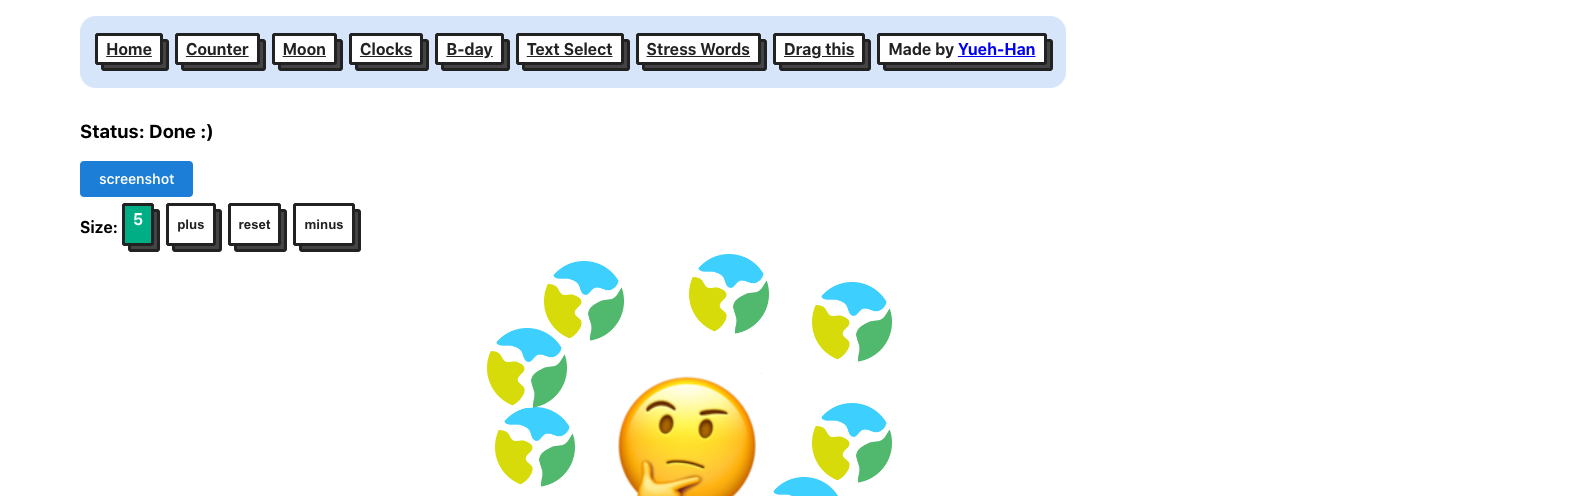 Home Counter Moon Clocks B-day Text Select Stress Words Drag this Made by Yueh-Han
Status: Done :)
screenshot
Size: 5 plus reset minus